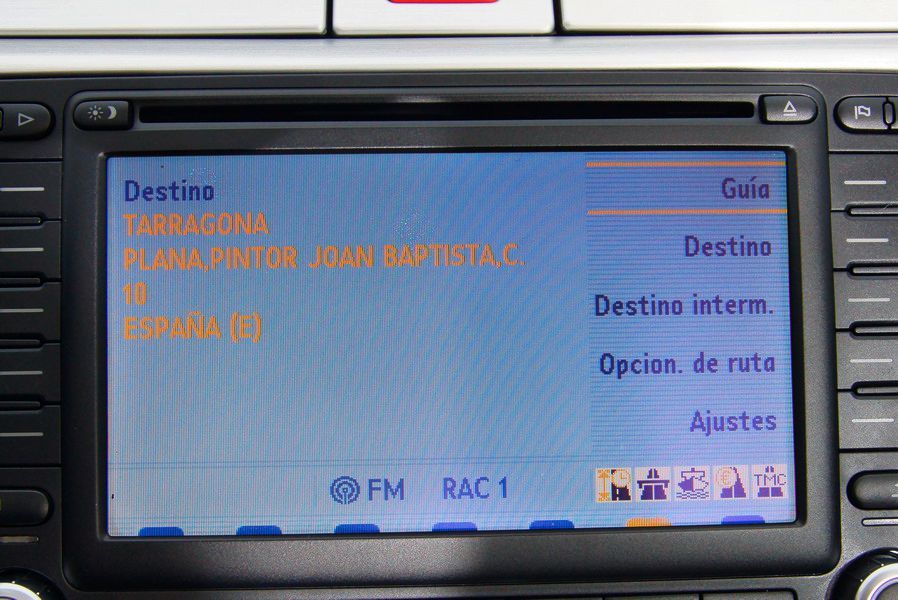 Destino
TARRAGONA
PLANA,PINTOR JOAN BAPTISTA,C.
10
ESPAÑA (E)
Guía
Destino
Destino interm.
Opcion. de ruta
Ajustes
FM RAC 1
TMC